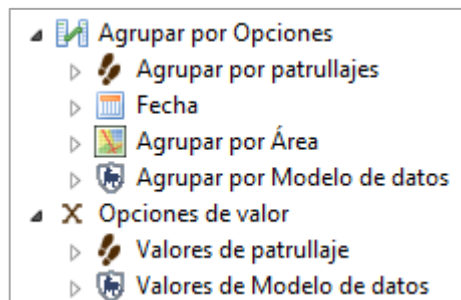 Agrupar por Opciones
Agrupar por patrullajes
Fecha
Agrupar por Área
Agrupar por Modelo de datos
Opciones de valor
Valores de patrullaje
Valores de Modelo de datos